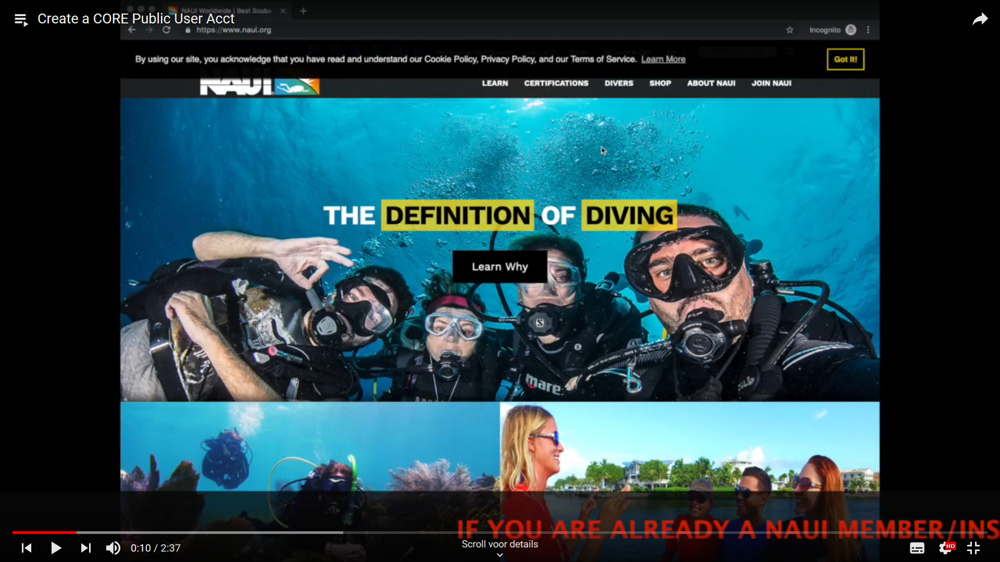 Create a CORE Public User Acct
NAUI Worldwide | Best Scuba
https://www.naui.org
Incognito
By using our site, you acknowledge that you have read and understand our Cookie Policy, Privacy Policy, and our Terms of Service. Learn More
Got It!
NAUI
LEARN CERTIFICATIONS DIVERS SHOP ABOUT NAUI JOIN NAUI
THE DEFINITION OF DIVING
Learn Why
mares
IF YOU ARE ALREADY A NAUI MEMBER/INS
Scroll voor details
0:10 / 2:37
HD